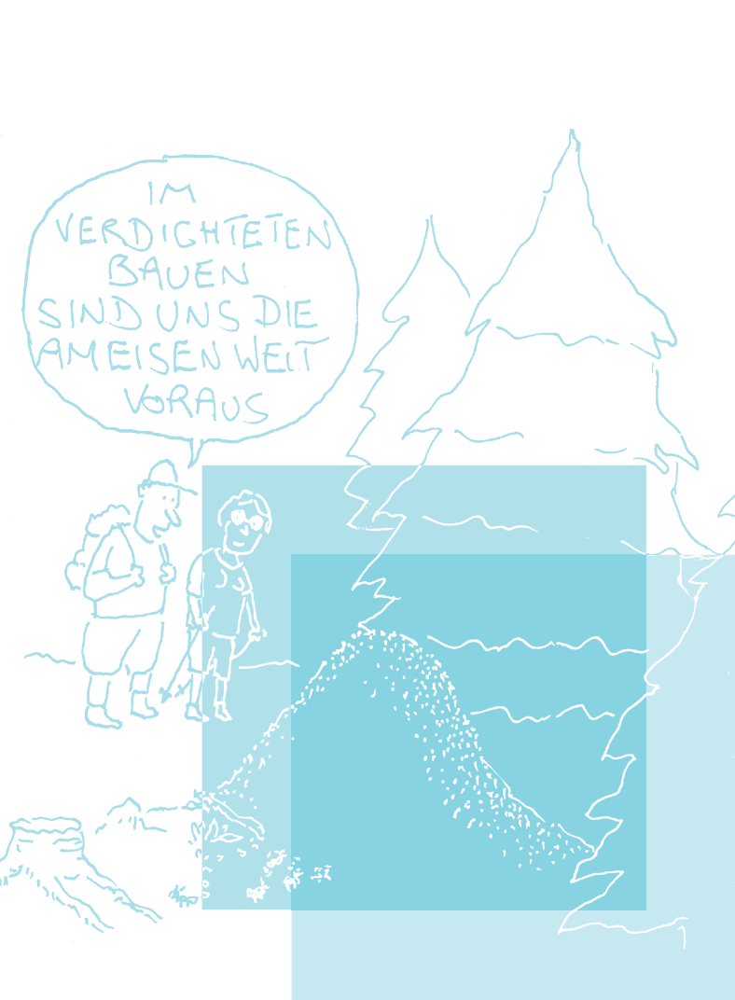 IM
VERDICHTETEN
BAUEN
SIND UNS DIE
AMEISEN WEIT
VORAUS